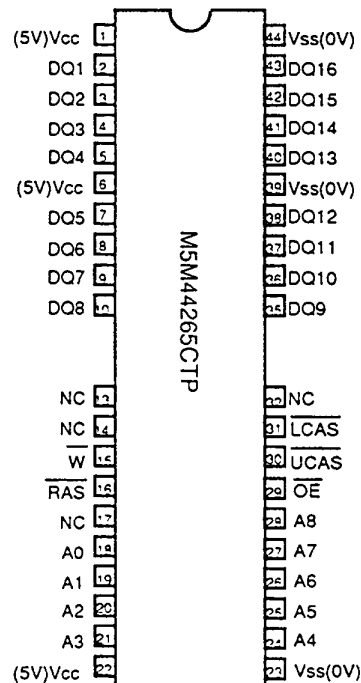 (5V)Vcc 1 44 Vss(0V)
DQ1 2 43 DQ16
DQ2 3 42 DQ15
DQ3 4 41 DQ14
DQ4 5 40 DQ13
(5V)Vcc 6 39 Vss(0V)
DQ5 7 38 DQ12
DQ6 8 37 DQ11
DQ7 9 36 DQ10
DQ8 10 35 DQ9
M5M44265CTP
NC 13 32 NC
NC 14 31 L̅C̅A̅S̅
W̅ 15 30 U̅C̅A̅S̅
R̅A̅S̅ 16 29 O̅E̅
NC 17 28 A8
A0 18 27 A7
A1 19 26 A6
A2 20 25 A5
A3 21 24 A4
(5V)Vcc 22 23 Vss(0V)